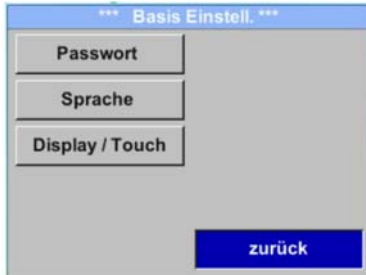 *** Basis Einstell. ***
Passwort
Sprache
Display / Touch
zurück